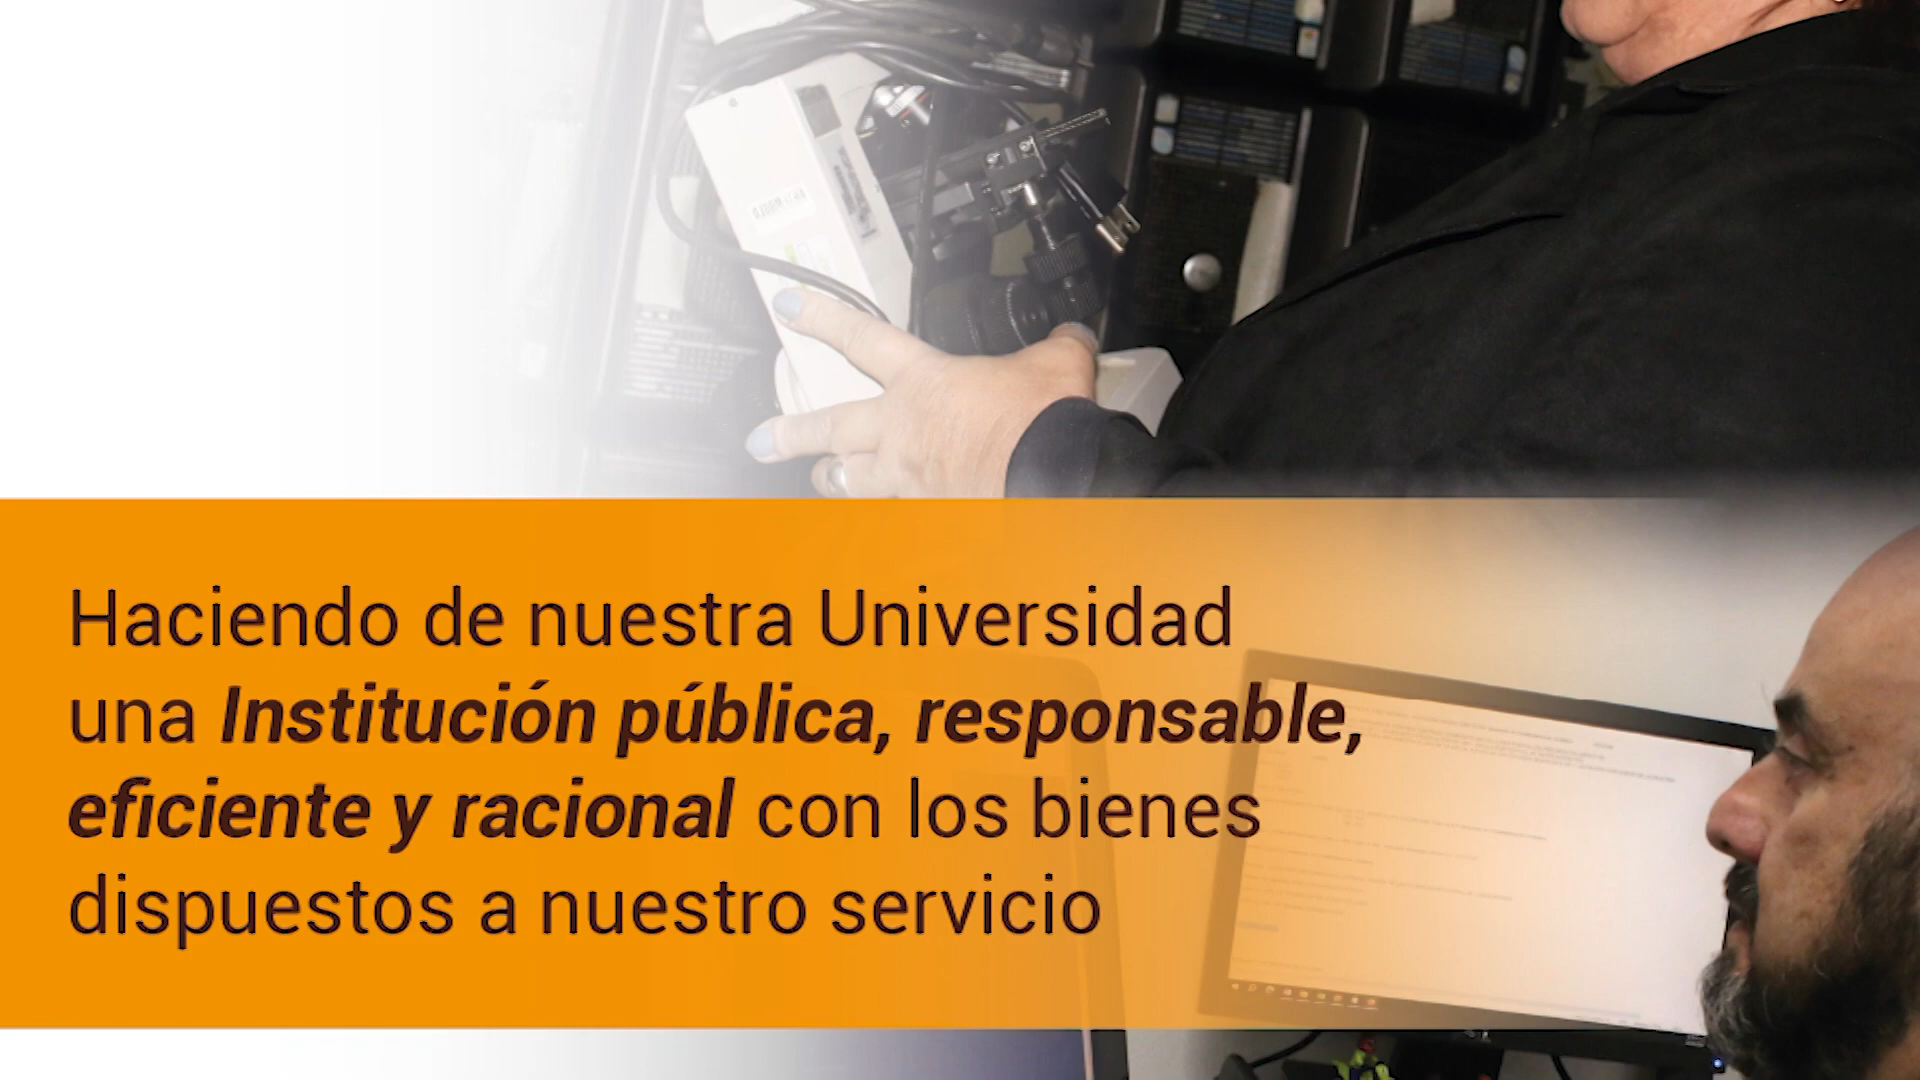 Haciendo de nuestra Universidad
una Institución pública, responsable,
eficiente y racional con los bienes
dispuestos a nuestro servicio